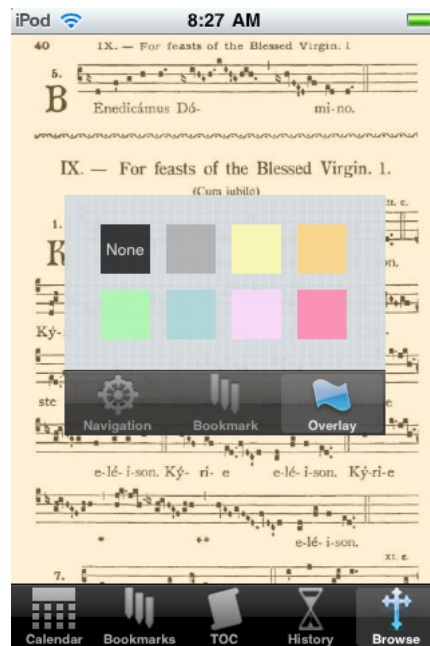 iPod 8:27 AM
40 IX. — For feasts of the Blessed Virgin. 1
5.
B
Enedicámus Dó- mi-no.
IX. — For feasts of the Blessed Virgin. 1.
(Cum jubilo)
1.
K
None
Ký-
ste e
Navigation Bookmark Overlay
e-lé- i-son. Ký- ri- e e-lé- i-son. Ký-ri-e
* ** e-lé- i-son.
XI. c.
7.
Calendar Bookmarks TOC History Browse